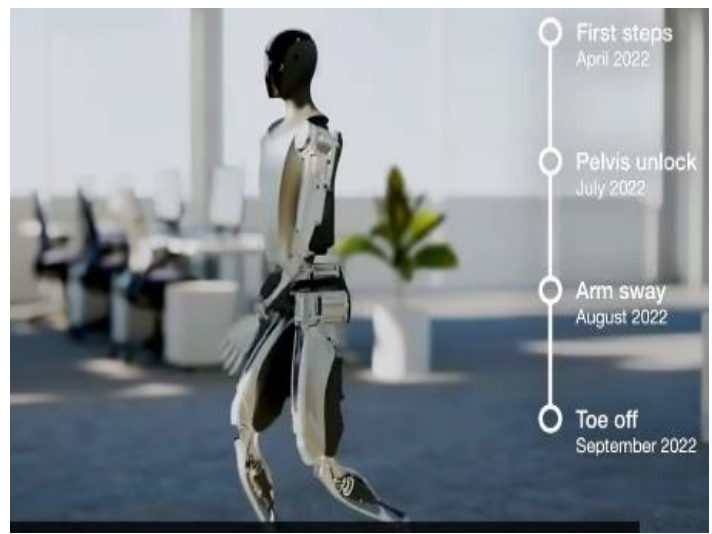 First steps
April 2022
Pelvis unlock
July 2022
Arm sway
August 2022
Toe off
September 2022